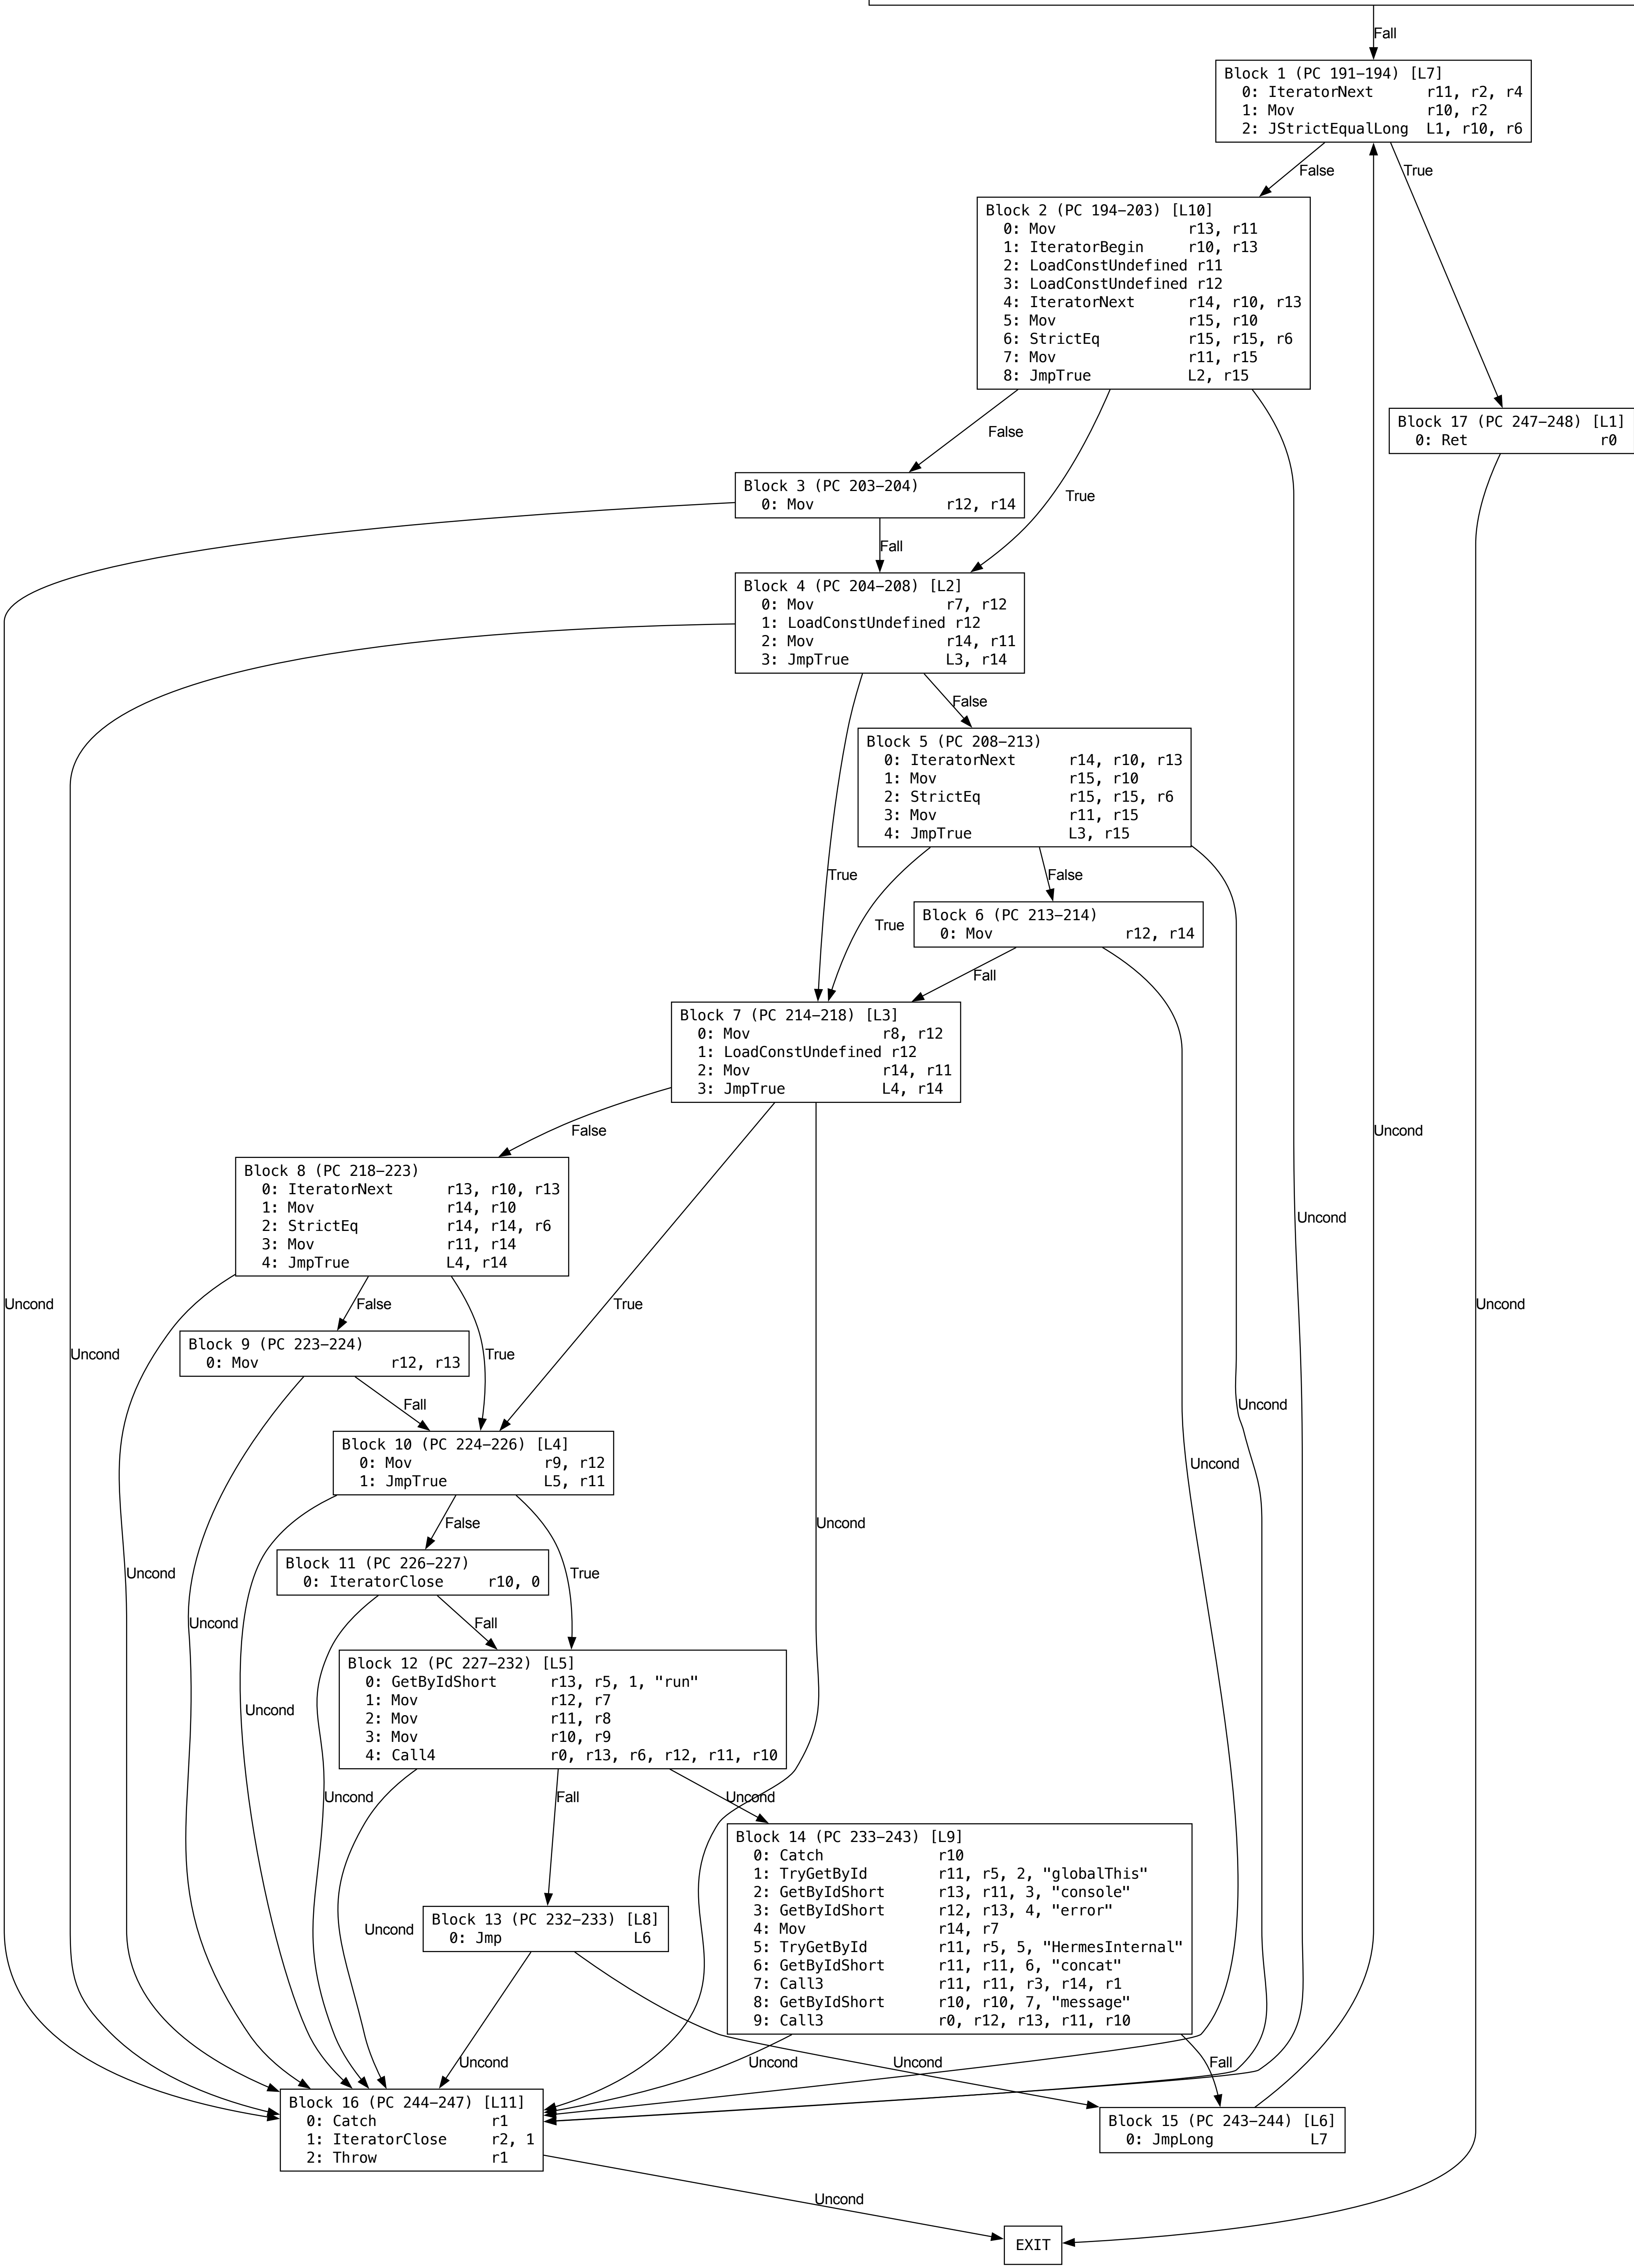 Fall
Block 1 (PC 191–194) [L7]
0: IteratorNext r11, r2, r4
1: Mov r10, r2
2: JStrictEqualLong L1, r10, r6
False
True
Block 2 (PC 194–203) [L10]
0: Mov r13, r11
1: IteratorBegin r10, r13
2: LoadConstUndefined r11
3: LoadConstUndefined r12
4: IteratorNext r14, r10, r13
5: Mov r15, r10
6: StrictEq r15, r15, r6
7: Mov r11, r15
8: JmpTrue L2, r15
Block 17 (PC 247–248) [L1]
0: Ret r0
False
True
Block 3 (PC 203–204)
0: Mov r12, r14
Fall
Block 4 (PC 204–208) [L2]
0: Mov r7, r12
1: LoadConstUndefined r12
2: Mov r14, r11
3: JmpTrue L3, r14
False
Block 5 (PC 208–213)
0: IteratorNext r14, r10, r13
1: Mov r15, r10
2: StrictEq r15, r15, r6
3: Mov r11, r15
4: JmpTrue L3, r15
True
False
True
Block 6 (PC 213–214)
0: Mov r12, r14
Fall
Block 7 (PC 214–218) [L3]
0: Mov r8, r12
1: LoadConstUndefined r12
2: Mov r14, r11
3: JmpTrue L4, r14
False
Uncond
Block 8 (PC 218–223)
0: IteratorNext r13, r10, r13
1: Mov r14, r10
2: StrictEq r14, r14, r6
3: Mov r11, r14
4: JmpTrue L4, r14
Uncond
Uncond
False
True
Uncond
Block 9 (PC 223–224)
0: Mov r12, r13
Uncond
True
Fall
Uncond
Block 10 (PC 224–226) [L4]
0: Mov r9, r12
1: JmpTrue L5, r11
Uncond
False
Uncond
Block 11 (PC 226–227)
0: IteratorClose r10, 0
Uncond
True
Uncond
Fall
Block 12 (PC 227–232) [L5]
0: GetByIdShort r13, r5, 1, "run"
1: Mov r12, r7
2: Mov r11, r8
3: Mov r10, r9
4: Call4 r0, r13, r6, r12, r11, r10
Uncond
Uncond
Fall
Uncond
Block 14 (PC 233–243) [L9]
0: Catch r10
1: TryGetById r11, r5, 2, "globalThis"
2: GetByIdShort r13, r11, 3, "console"
3: GetByIdShort r12, r13, 4, "error"
4: Mov r14, r7
5: TryGetById r11, r5, 5, "HermesInternal"
6: GetByIdShort r11, r11, 6, "concat"
7: Call3 r11, r11, r3, r14, r1
8: GetByIdShort r10, r10, 7, "message"
9: Call3 r0, r12, r13, r11, r10
Uncond
Block 13 (PC 232–233) [L8]
0: Jmp L6
Uncond
Uncond
Uncond
Fall
Block 16 (PC 244–247) [L11]
0: Catch r1
1: IteratorClose r2, 1
2: Throw r1
Block 15 (PC 243–244) [L6]
0: JmpLong L7
Uncond
EXIT